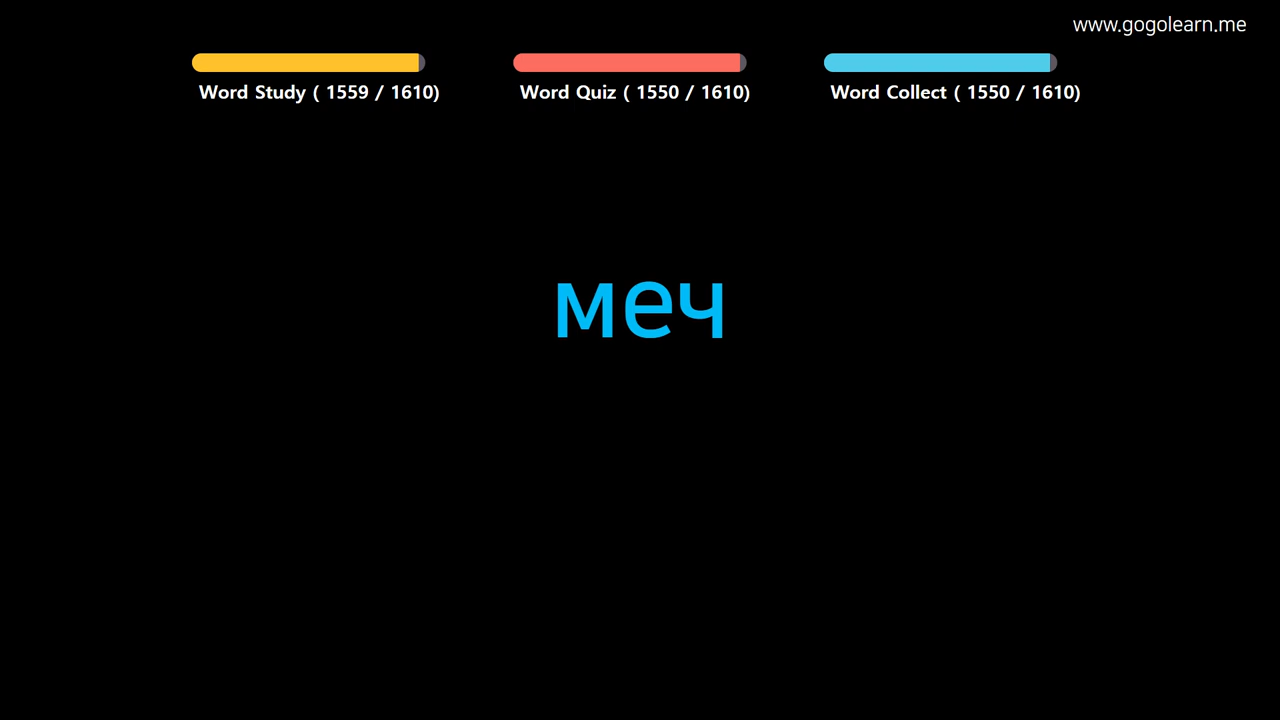 www.gogolearn.me
Word Study ( 1559 / 1610)
Word Quiz ( 1550 / 1610)
Word Collect ( 1550 / 1610)
меч